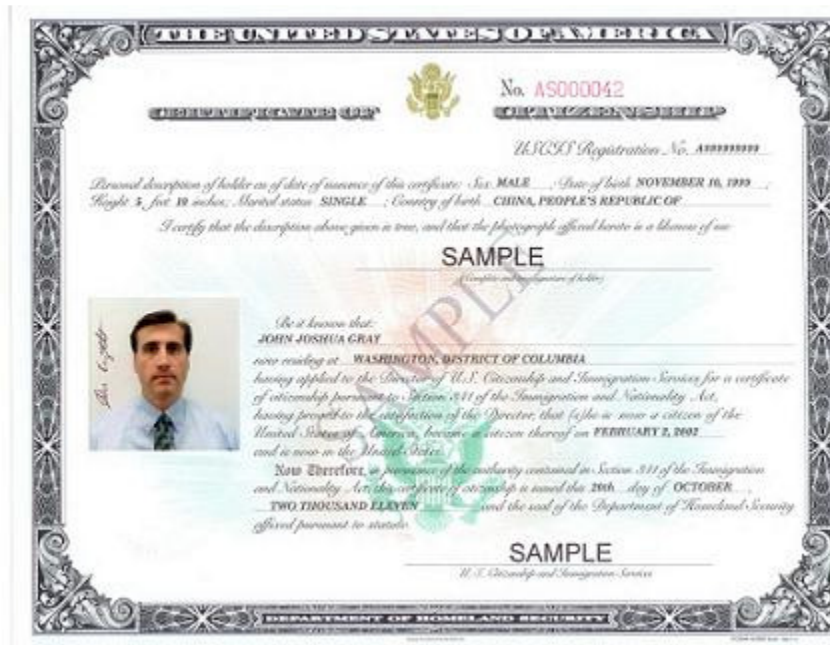 THE UNITED STATES OF AMERICA
No. AS000042
CERTIFICATE OF CITIZENSHIP
USCIS Registration No. A999999999
Personal description of holder as of date of issuance of this certificate: Sex MALE ; Date of birth NOVEMBER 10, 1999 ;
Height 5 feet 10 inches; Marital status SINGLE ; Country of birth CHINA, PEOPLE'S REPUBLIC OF
I certify that the description above given is true, and that the photograph affixed hereto is a likeness of me
SAMPLE
(Complete and true signature of holder)
SAMPLE
Be it known that:
JOHN JOSHUA GRAY
now residing at WASHINGTON, DISTRICT OF COLUMBIA
having applied to the Director of U.S. Citizenship and Immigration Services for a certificate
of citizenship pursuant to Section 341 of the Immigration and Nationality Act,
having proved to the satisfaction of the Director, that (s)he is now a citizen of the
United States of America, became a citizen thereof on FEBRUARY 2, 2002
and is now in the United States.
Now Therefore, in pursuance of the authority contained in Section 341 of the Immigration
and Nationality Act, this certificate of citizenship is issued this 20th day of OCTOBER ,
TWO THOUSAND ELEVEN and the seal of the Department of Homeland Security
affixed pursuant to statute.
SAMPLE
U. S. Citizenship and Immigration Services
DEPARTMENT OF HOMELAND SECURITY